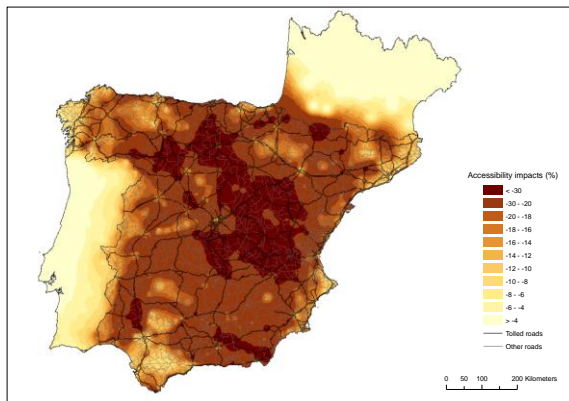 Accessibility impacts (%)
< -30
-30 - -20
-20 - -18
-18 - -16
-16 - -14
-14 - -12
-12 - -10
-10 - -8
-8 - -6
-6 - -4
> -4
Tolled roads
Other roads
0 50 100 200 Kilometers